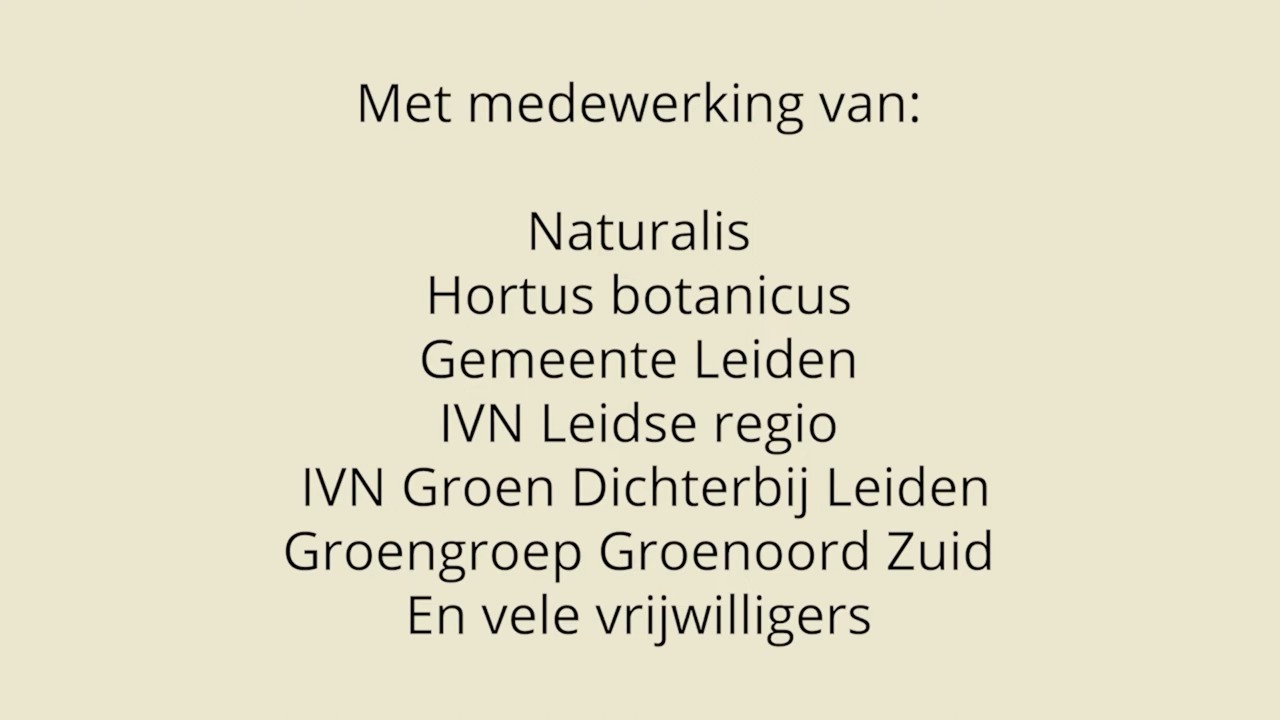 Met medewerking van:
Naturalis
Hortus botanicus
Gemeente Leiden
IVN Leidse regio
IVN Groen Dichterbij Leiden
Groengroep Groenoord Zuid
En vele vrijwilligers